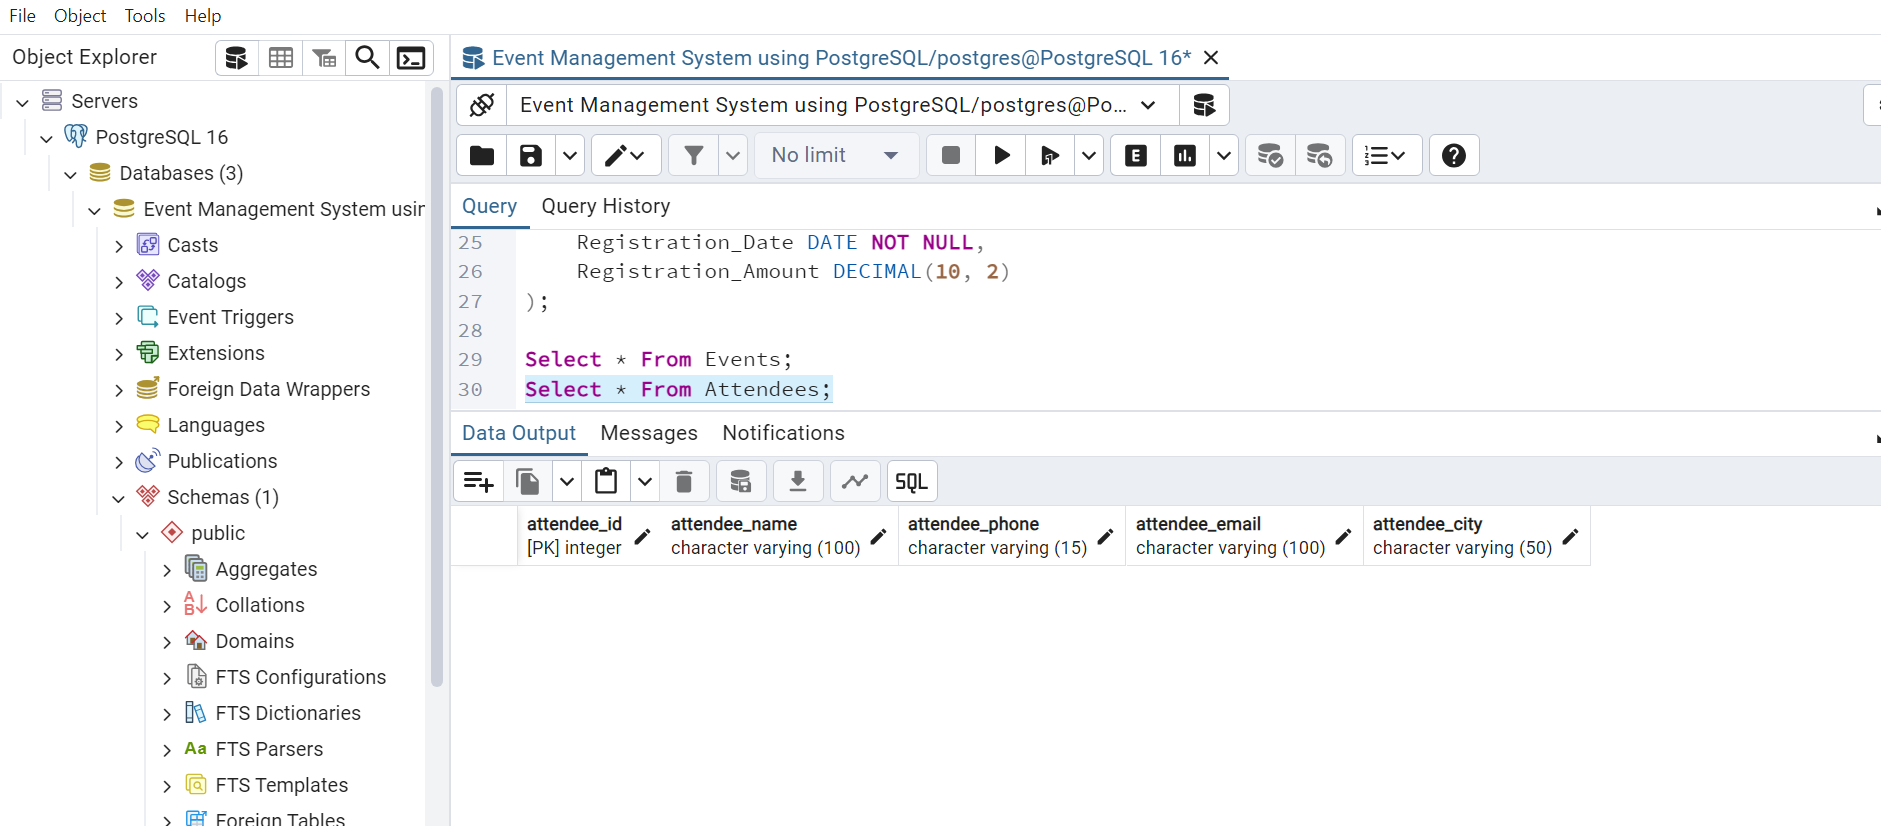 File Object Tools Help
Object Explorer
Servers
PostgreSQL 16
Databases (3)
Event Management System usin
Casts
Catalogs
Event Triggers
Extensions
Foreign Data Wrappers
Languages
Publications
Schemas (1)
public
Aggregates
Collations
Domains
FTS Configurations
FTS Dictionaries
Aa FTS Parsers
FTS Templates
Foreign Tables
Event Management System using PostgreSQL/postgres@PostgreSQL 16*
Event Management System using PostgreSQL/postgres@Po...
No limit
E
Query Query History
25 Registration_Date DATE NOT NULL,
26 Registration_Amount DECIMAL(10, 2)
27 );
28
29 Select * From Events;
30 Select * From Attendees;
Data Output Messages Notifications
SQL
attendee_id attendee_name attendee_phone attendee_email attendee_city
[PK] integer character varying (100) character varying (15) character varying (100) character varying (50)